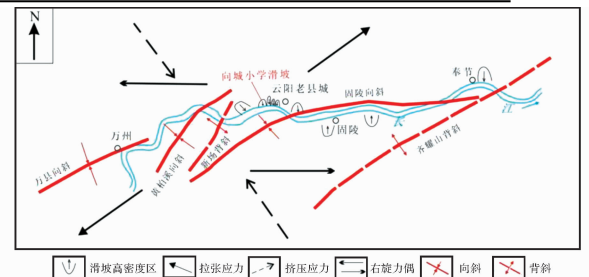 N
向城小学滑坡
云阳老县城
奉节
固陵向斜
长
江
万州
固陵
齐耀山背斜
万县向斜
黄柏溪向斜
新场背斜
滑坡高密度区 拉张应力 挤压应力 右旋力偶 向斜 背斜